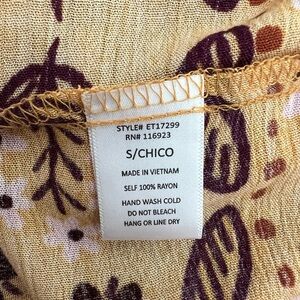 STYLE# ET17299
RN# 116923
S/CHICO
MADE IN VIETNAM
SELF 100% RAYON
HAND WASH COLD
DO NOT BLEACH
HANG OR LINE DRY